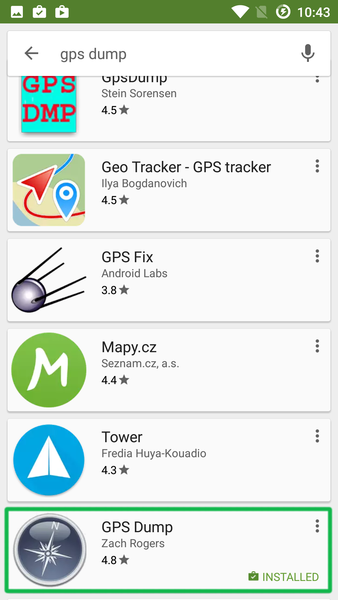 10:43
gps dump
GPS
DMP
GpsDump
Stein Sorensen
4.5★
Geo Tracker - GPS tracker
Ilya Bogdanovich
4.5★
GPS Fix
Android Labs
3.8★
M
Mapy.cz
Seznam.cz, a.s.
4.4★
Tower
Fredia Huya-Kouadio
4.3★
N
GPS Dump
Zach Rogers
4.8★
INSTALLED